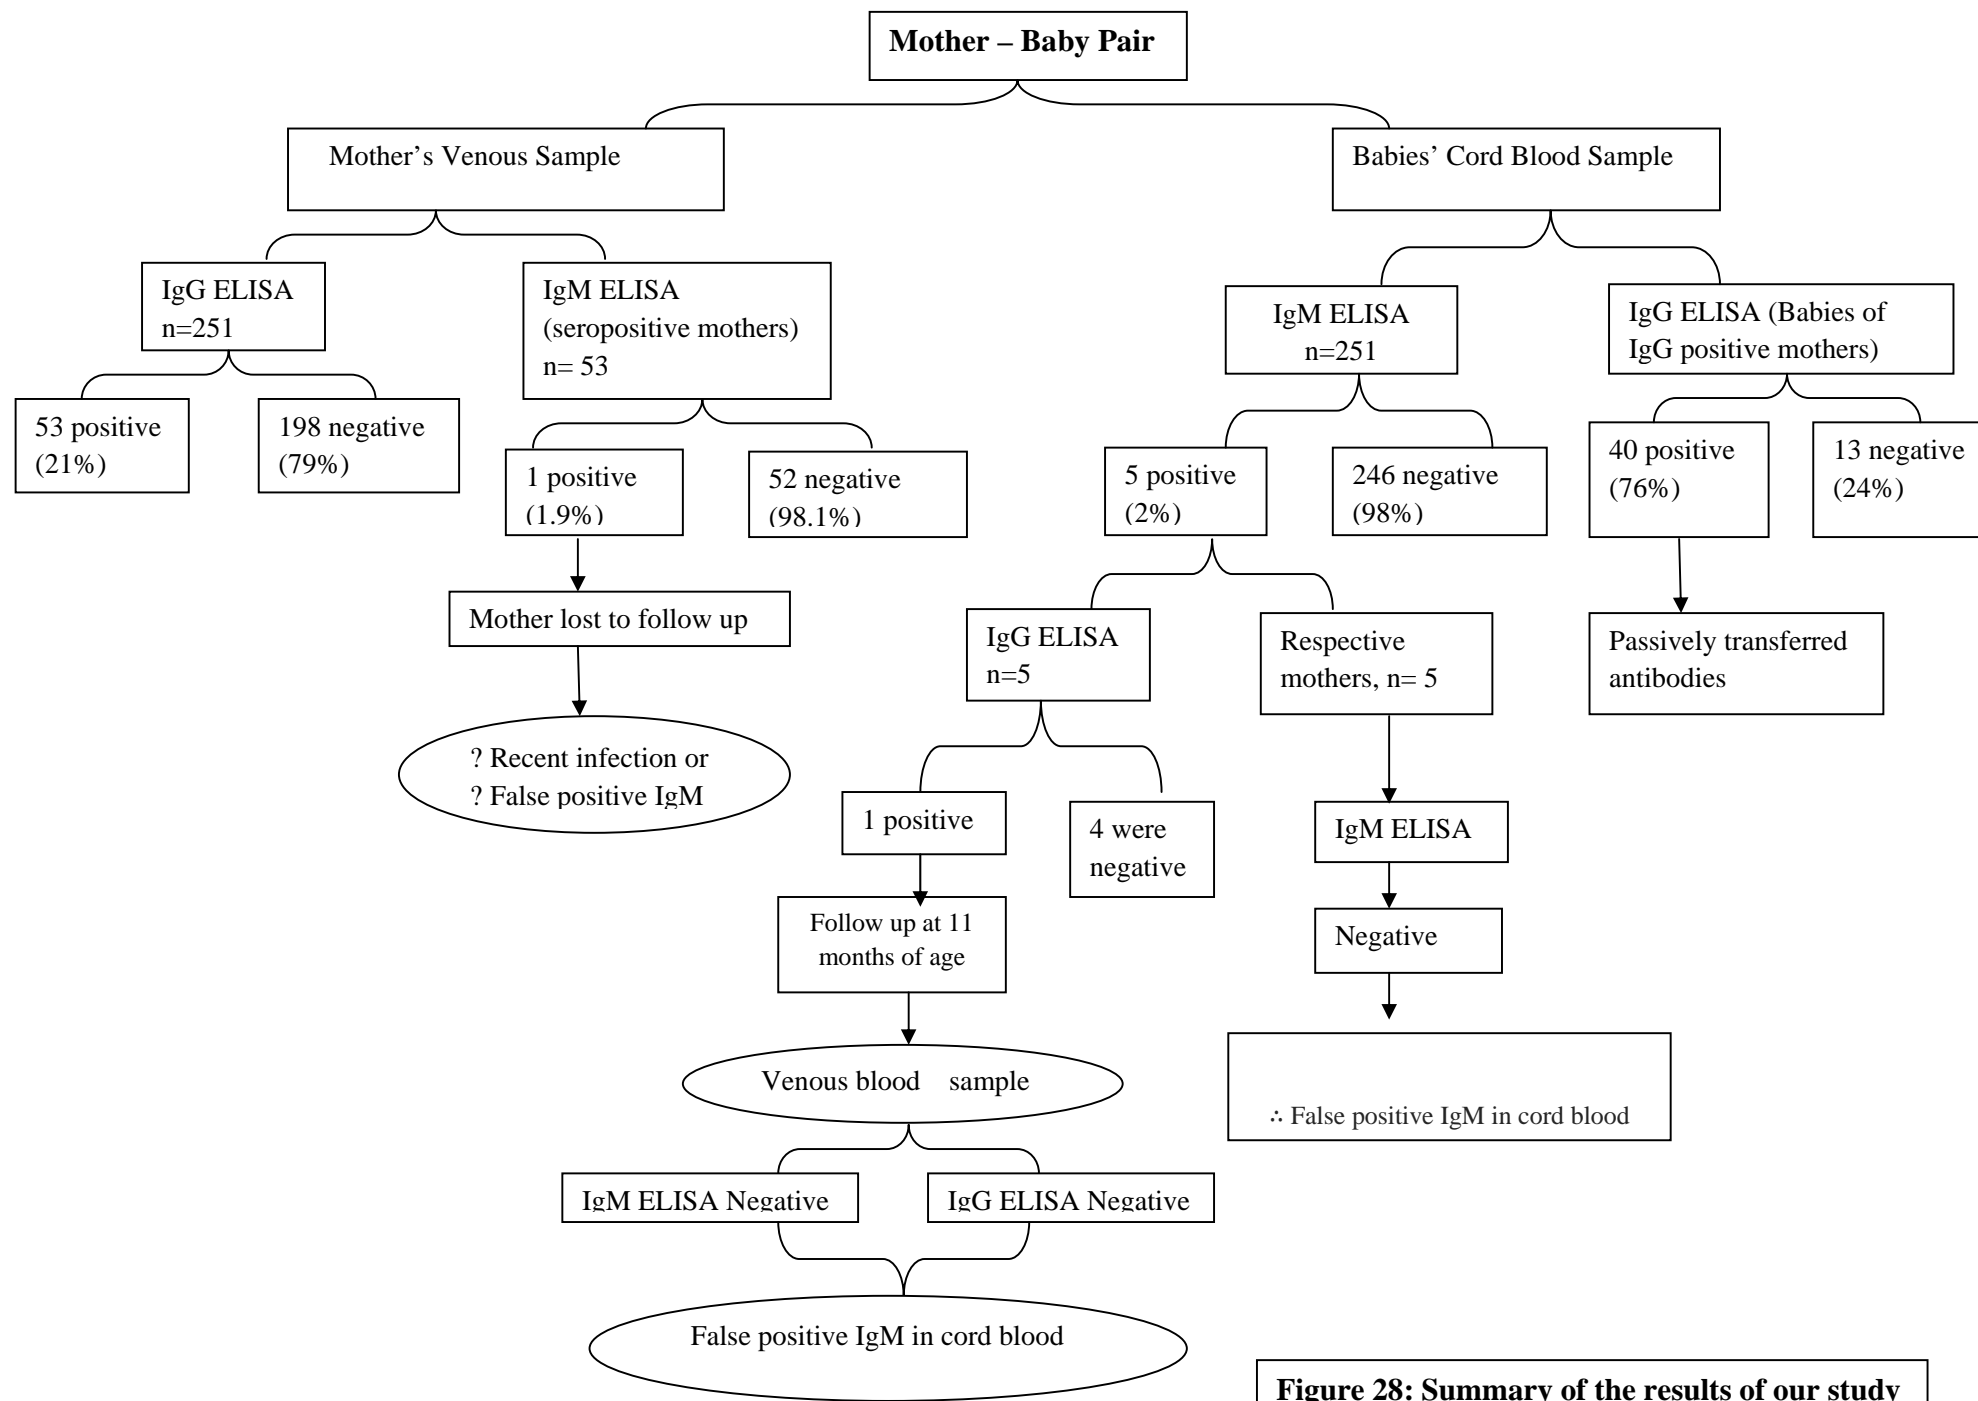 Mother – Baby Pair
Mother’s Venous Sample
Babies’ Cord Blood Sample
IgG ELISA
n=251
IgM ELISA
(seropositive mothers)
n= 53
IgM ELISA
n=251
IgG ELISA (Babies of
IgG positive mothers)
53 positive
(21%)
198 negative
(79%)
1 positive
(1.9%)
52 negative
(98.1%)
5 positive
(2%)
246 negative
(98%)
40 positive
(76%)
13 negative
(24%)
Mother lost to follow up
IgG ELISA
n=5
Respective
mothers, n= 5
Passively transferred
antibodies
? Recent infection or
? False positive IgM
1 positive
4 were
negative
IgM ELISA
Follow up at 11
months of age
Negative
Venous blood sample
∴ False positive IgM in cord blood
IgM ELISA Negative
IgG ELISA Negative
False positive IgM in cord blood
Figure 28: Summary of the results of our study